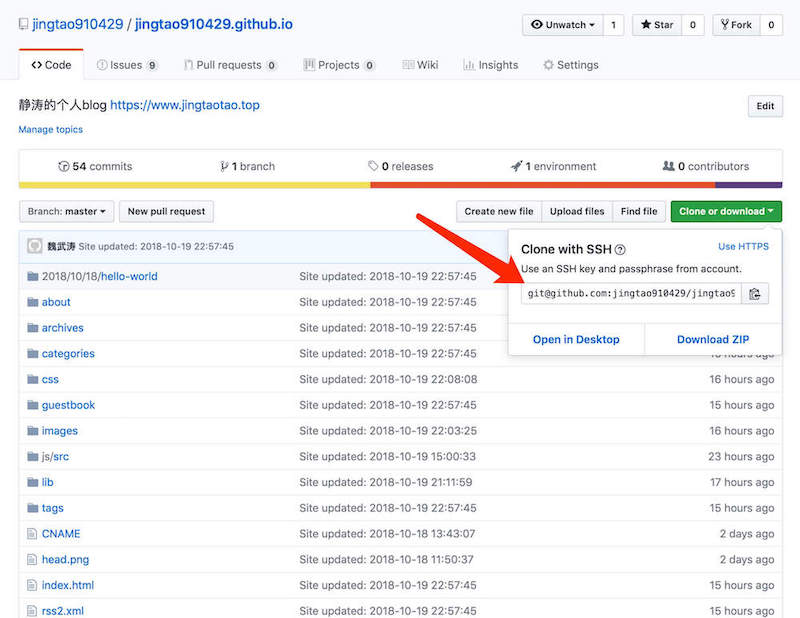 jingtao910429 / jingtao910429.github.io
Unwatch 1 Star 0 Fork 0
Code Issues 9 Pull requests 0 Projects 0 Wiki Insights Settings
静涛的个人blog https://www.jingtaotao.top Edit
Manage topics
54 commits 1 branch 0 releases 1 environment 0 contributors
Branch: master New pull request Create new file Upload files Find file Clone or download
魏武涛 Site updated: 2018-10-19 22:57:45
Clone with SSH Use HTTPS
Use an SSH key and passphrase from account.
git@github.com:jingtao910429/jingtao9
Open in Desktop Download ZIP
2018/10/18/hello-world Site updated: 2018-10-19 22:57:45
about Site updated: 2018-10-19 22:57:45
archives Site updated: 2018-10-19 22:57:45
categories Site updated: 2018-10-19 22:57:45 15 hours ago
css Site updated: 2018-10-19 22:08:08 16 hours ago
guestbook Site updated: 2018-10-19 22:57:45 15 hours ago
images Site updated: 2018-10-19 22:03:25 16 hours ago
js/src Site updated: 2018-10-19 15:00:33 23 hours ago
lib Site updated: 2018-10-19 21:11:59 17 hours ago
tags Site updated: 2018-10-19 22:57:45 15 hours ago
CNAME Site updated: 2018-10-18 13:43:07 2 days ago
head.png Site updated: 2018-10-18 11:50:37 2 days ago
index.html Site updated: 2018-10-19 22:57:45 15 hours ago
rss2.xml Site updated: 2018-10-19 22:57:45 15 hours ago